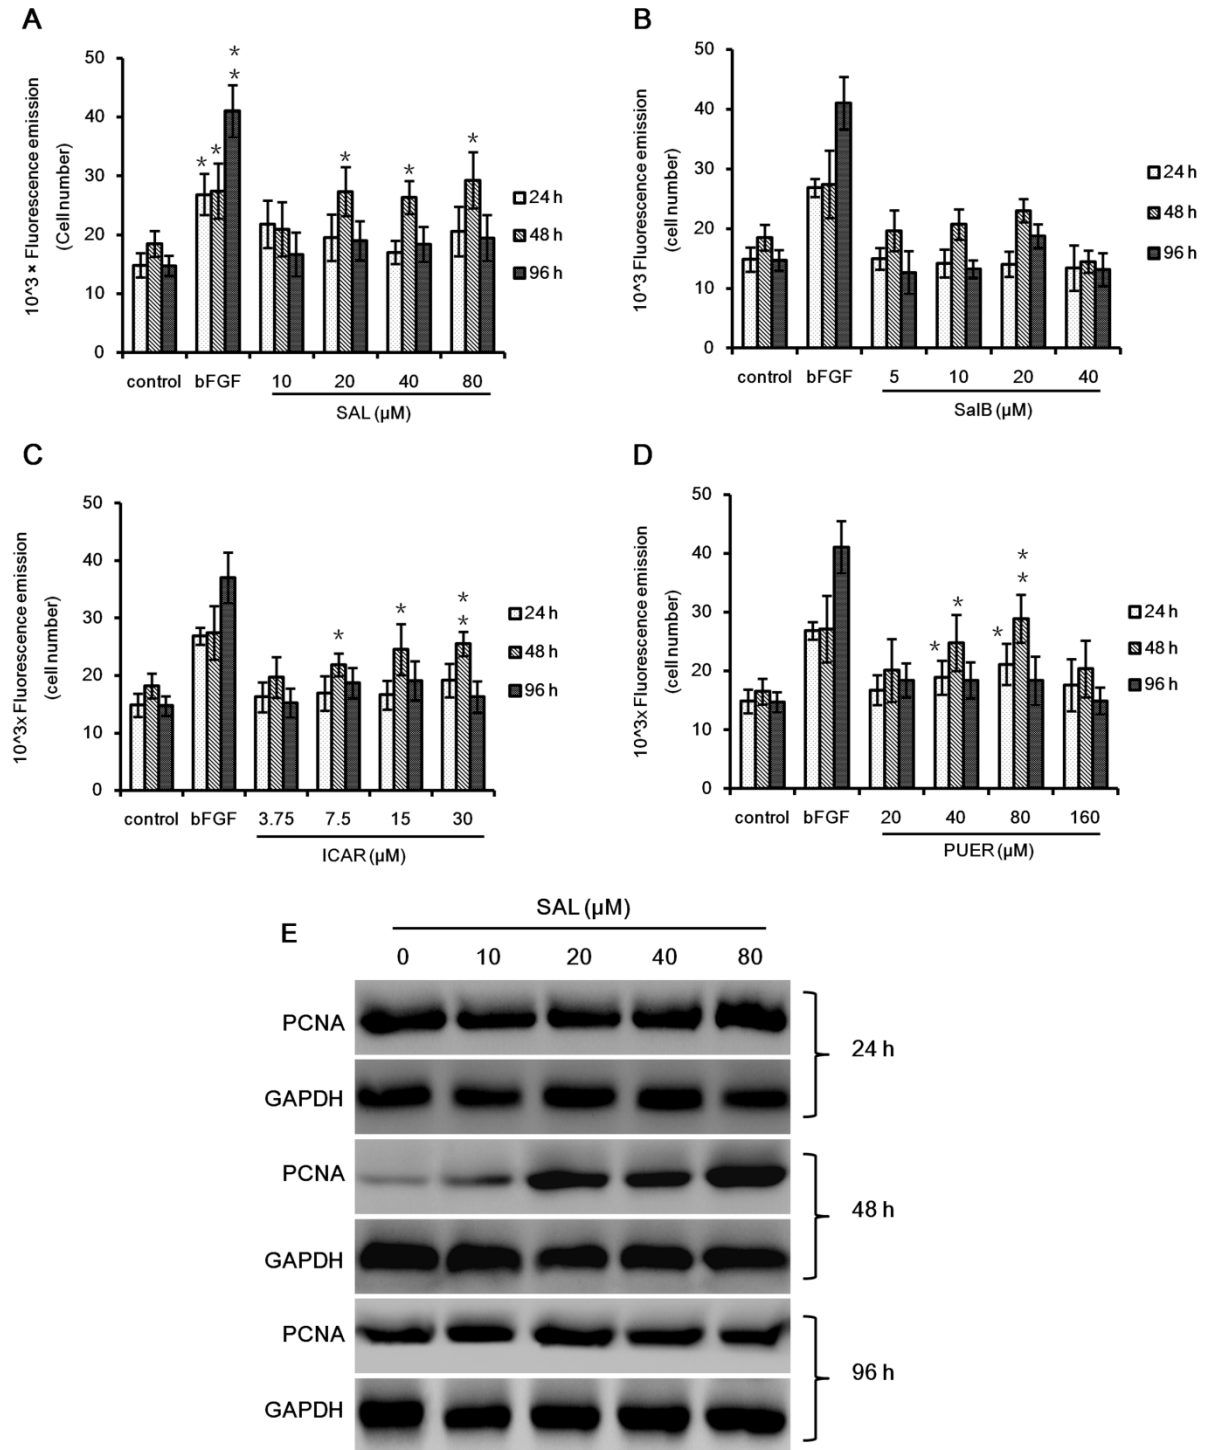 A
10^3 × Fluorescence emission
(Cell number)
50
40
30
20
10
0
* * * * * * *
control bFGF 10 20 40 80
SAL (µM)
24 h
48 h
96 h
B
10^3 Fluorescence emission
(cell number)
50
40
30
20
10
0
control bFGF 5 10 20 40
SalB (µM)
24 h
48 h
96 h
C
10^3x Fluorescence emission
(cell number)
50
40
30
20
10
0
* * * *
control bFGF 3.75 7.5 15 30
ICAR (µM)
24 h
48 h
96 h
D
10^3x Fluorescence emission
(cell number)
50
40
30
20
10
0
* * * * *
control bFGF 20 40 80 160
PUER (µM)
24 h
48 h
96 h
E
SAL (µM)
0 10 20 40 80
PCNA
GAPDH
24 h
PCNA
GAPDH
48 h
PCNA
GAPDH
96 h